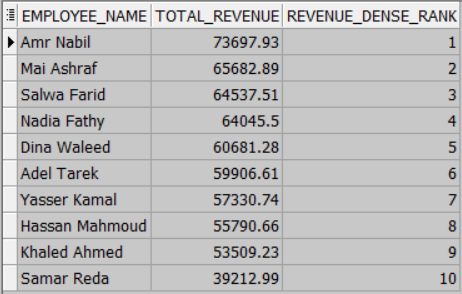 EMPLOYEE_NAME TOTAL_REVENUE REVENUE_DENSE_RANK
Amr Nabil 73697.93 1
Mai Ashraf 65682.89 2
Salwa Farid 64537.51 3
Nadia Fathy 64045.5 4
Dina Waleed 60681.28 5
Adel Tarek 59906.61 6
Yasser Kamal 57330.74 7
Hassan Mahmoud 55790.66 8
Khaled Ahmed 53509.23 9
Samar Reda 39212.99 10